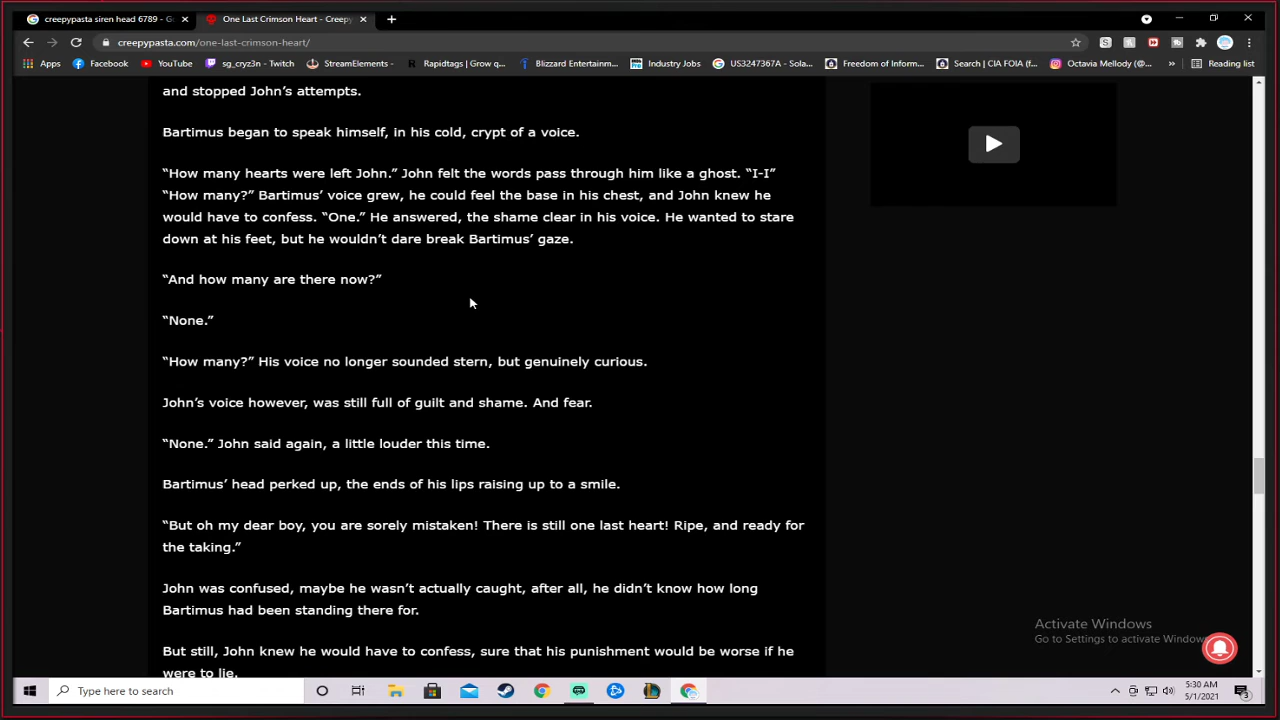 creepypasta siren head 6789 - G
One Last Crimson Heart - Creepy
creepypasta.com/one-last-crimson-heart/
Apps Facebook YouTube sg_cryz3n - Twitch StreamElements - Rapidtags | Grow q... Blizzard Entertainm... Industry Jobs US3247367A - Sola... Freedom of Inform... Search | CIA FOIA (f... Octavia Mellody (@... » Reading list
and stopped John’s attempts.
Bartimus began to speak himself, in his cold, crypt of a voice.
“How many hearts were left John.” John felt the words pass through him like a ghost. “I-I”
“How many?” Bartimus’ voice grew, he could feel the base in his chest, and John knew he
would have to confess. “One.” He answered, the shame clear in his voice. He wanted to stare
down at his feet, but he wouldn’t dare break Bartimus’ gaze.
“And how many are there now?”
“None.”
“How many?” His voice no longer sounded stern, but genuinely curious.
John’s voice however, was still full of guilt and shame. And fear.
“None.” John said again, a little louder this time.
Bartimus’ head perked up, the ends of his lips raising up to a smile.
“But oh my dear boy, you are sorely mistaken! There is still one last heart! Ripe, and ready for
the taking.”
John was confused, maybe he wasn’t actually caught, after all, he didn’t know how long
Bartimus had been standing there for.
But still, John knew he would have to confess, sure that his punishment would be worse if he
were to lie.
Activate Windows
Go to Settings to activate Windows
Type here to search
5:30 AM
5/1/2021
3